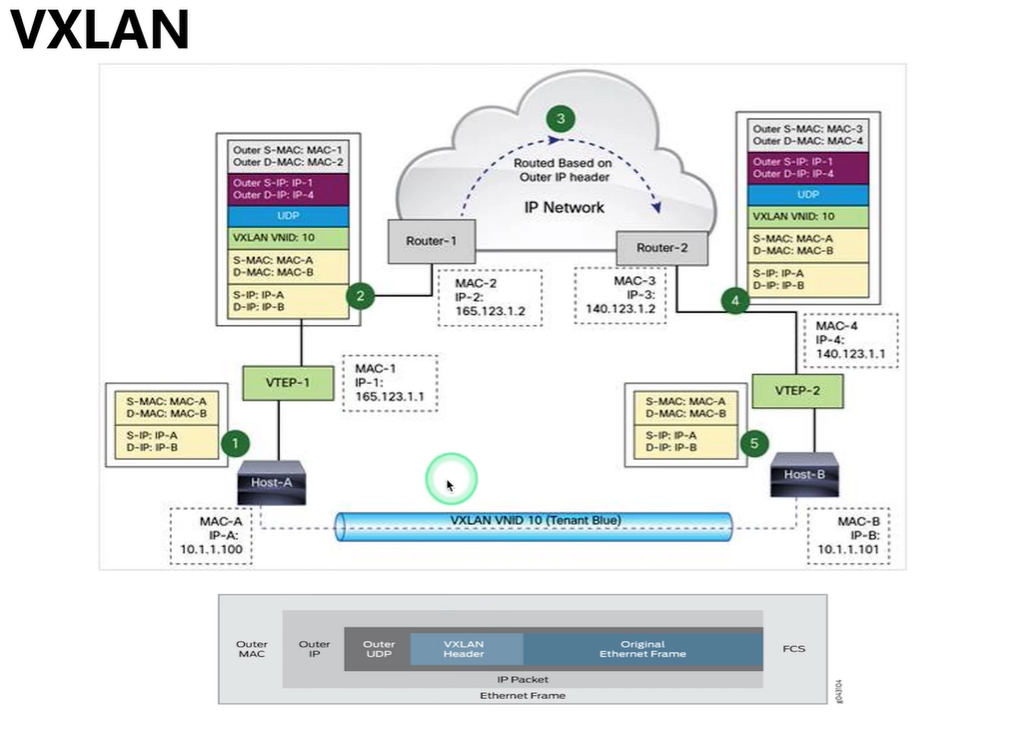 VXLAN
3
Routed Based on
Outer IP header
IP Network
Outer S-MAC: MAC-1
Outer D-MAC: MAC-2
Outer S-IP: IP-1
Outer D-IP: IP-4
UDP
VXLAN VNID: 10
S-MAC: MAC-A
D-MAC: MAC-B
S-IP: IP-A
D-IP: IP-B
2
Router-1
MAC-2
IP-2:
165.123.1.2
Router-2
MAC-3
IP-3:
140.123.1.2
Outer S-MAC: MAC-3
Outer D-MAC: MAC-4
Outer S-IP: IP-1
Outer D-IP: IP-4
UDP
VXLAN VNID: 10
S-MAC: MAC-A
D-MAC: MAC-B
S-IP: IP-A
D-IP: IP-B
4
MAC-4
IP-4:
140.123.1.1
VTEP-1
MAC-1
IP-1:
165.123.1.1
VTEP-2
S-MAC: MAC-A
D-MAC: MAC-B
S-IP: IP-A
D-IP: IP-B
1
Host-A
S-MAC: MAC-A
D-MAC: MAC-B
S-IP: IP-A
D-IP: IP-B
5
Host-B
VXLAN VNID 10 (Tenant Blue)
MAC-A
IP-A:
10.1.1.100
MAC-B
IP-B:
10.1.1.101
Outer
MAC
Outer
IP
Outer
UDP
VXLAN
Header
Original
Ethernet Frame
FCS
IP Packet
Ethernet Frame